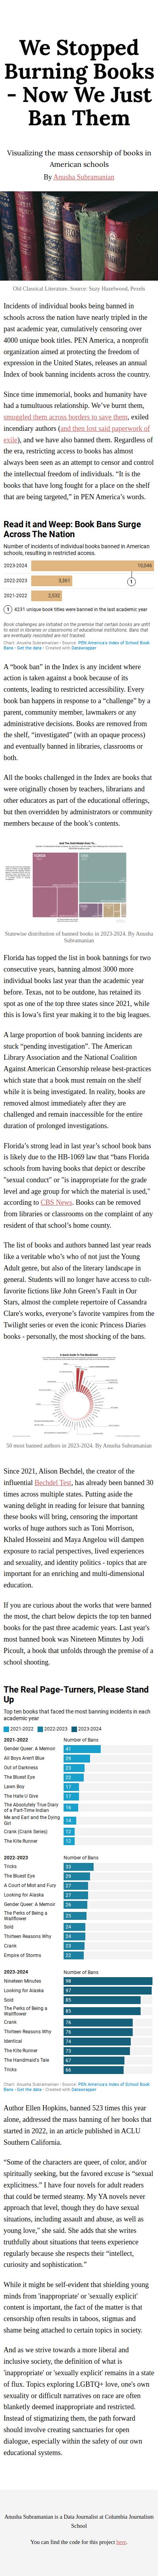 We Stopped
Burning Books
- Now We Just
Ban Them
Visualizing the mass censorship of books in
American schools
By Anusha Subramanian
Old Classical Literature. Source: Suzy Hazelwood, Pexels
Incidents of individual books being banned in
schools across the nation have nearly tripled in the
past academic year, cumulatively censoring over
4000 unique book titles. PEN America, a nonprofit
organization aimed at protecting the freedom of
expression in the United States, releases an annual
Index of book banning incidents across the country.
Since time immemorial, books and humanity have
had a tumultuous relationship. We've burnt them,
smuggled them across borders to save them, exiled
incendiary authors (and then lost said paperwork of
exile), and we have also banned them. Regardless of
the era, restricting access to books has almost
always been seen as an attempt to censor and control
the intellectual freedom of individuals. "It is the
books that have long fought for a place on the shelf
that are being targeted," in PEN America's words.
Read it and Weep: Book Bans Surge
Across The Nation
Number of incidents of individual books banned in American
schools, resulting in restricted access.
2023-2024 10,046
2022-2023 3,361
1
2021-2022 2,532
1 4231 unique book titles were banned in the last academic year
Book challenges are initiated on the premise that certain books are unfit
for students in libraries or classrooms of educational institutions. Bans that
are eventually rescinded are not tracked.
Chart: Anusha Subramanian • Source: PEN America's Index of School Book
Bans • Get the data • Created with Datawrapper
A "book ban" in the Index is any incident where
action is taken against a book because of its
contents, leading to restricted accessibility. Every
book ban happens in response to a "challenge" by a
parent, community member, lawmakers or any
administrative decisions. Books are removed from
the shelf, "investigated" (with an opaque process)
and eventually banned in libraries, classrooms, or
both.
All challenged books in the Index are books that
were originally chosen by teachers, librarians and
other educators as part of the educational offerings,
but then overridden by administrators or community
members because of the book's contents.
Statewise distribution of banned books in 2023-2024. By Anusha
Subramanian
Florida has topped the list in book bannings for two
consecutive years, banning almost 3000 more
individual books last year than the academic year
before. Texas, not to be outdone, has retained its
spot as one of the top three states since 2021, while
this is Iowa's first year making it to the big leagues.
A large proportion of book banning incidents are
stuck "pending investigation". The American
Library Association and the National Coalition
Against American Censorship release best-practices
which entail that a book must remain on the shelf
while it is being investigated. In reality, books are
removed almost immediately after they are
challenged and remain inaccessible for the entire
duration of prolonged investigations.
Florida's strong lead in last year's school book bans
is likely due to the HB-1069 law that "bans Florida
schools from having books that depict or describe
"sexual conduct" or "is inappropriate for the grade
level and age group for which the material is used,"
according to CBS News. Books can be removed
from libraries or classrooms on the complaint of any
resident of that school's home county.
The list of books and authors banned last year reads
like a veritable who's who of not just the Young
Adult genre, but also of the literary landscape in
general. Students will no longer have access to cult-
favorite fictions like John Green's Fault in Our
Stars, almost the complete repertoire of Cassandra
Clare's works, everyone's favorite vampires from the
Twilight series or even the iconic Princess Diaries
books - personally, the most shocking of the bans.
50 most banned authors in 2023-2024. By Anusha Subramanian
Since 2021, Alison Bechdel, the creator of the
influential Bechdel Test, has already been banned 30
times across multiple states. Putting aside the
waning delight in reading for leisure that banning
these books will bring, censoring the important
works of huge authors such as Toni Morrison,
Khaled Hosseini and Maya Angelou will dampen
exposure to racial perspectives, lived experiences
and sexuality, and identity politics - topics that are
important for an enriching and multi-dimensional
education.
If you are curious about the works that were banned
the most, the chart below depicts the top ten banned
books for the past three academic years. Last year's
most banned book was Nineteen Minutes by Jodi
Picoult, a book that unfolds through the premise of a
school shooting.
The Real Page-Turners, Please Stand
Up
Top ten books that faced the most banning incidents in each
academic year
2021-2022 2022-2023 2023-2024
2021-2022 Number of Bans
Gender Queer: A Memoir 41
All Boys Aren't Blue 29
Out of Darkness 23
The Bluest Eye 22
Lawn Boy 17
The Hate U Give 17
The Absolutely True Diary
of a Part-Time Indian 16
Me and Earl and the Dying
Girl 14
Crank (Crank Series) 12
The Kite Runner 12
2022-2023 Number of Bans
Tricks 33
The Bluest Eye 29
A Court of Mist and Fury 27
Looking for Alaska 27
Gender Queer: A Memoir 26
The Perks of Being a
Wallflower 25
Sold 24
Thirteen Reasons Why 24
Crank 23
Empire of Storms 22
2023-2024 Number of Bans
Nineteen Minutes 98
Looking for Alaska 97
Sold 85
The Perks of Being a
Wallflower 85
Crank 76
Thirteen Reasons Why 76
Identical 74
The Kite Runner 73
The Handmaid's Tale 67
Tricks 66
Chart: Anusha Subramanian • Source: PEN America's Index of School Book
Bans • Get the data • Created with Datawrapper
Author Ellen Hopkins, banned 523 times this year
alone, addressed the mass banning of her books that
started in 2022, in an article published in ACLU
Southern California.
"Some of the characters are queer, of color, and/or
spiritually seeking, but the favored excuse is "sexual
explicitness." I have four novels for adult readers
that could be termed steamy. My YA novels never
approach that level, though they do have sexual
situations, including assault and abuse, as well as
young love," she said. She adds that she writes
truthfully about situations that teens experience
regularly because she respects their "intellect,
curiosity and sophistication."
While it might be self-evident that shielding young
minds from 'inappropriate' or 'sexually explicit'
content is important, the fact of the matter is that
censorship often results in taboos, stigmas and
shame being attached to certain topics in society.
And as we strive towards a more liberal and
inclusive society, the definition of what is
'inappropriate' or 'sexually explicit' remains in a state
of flux. Topics exploring LGBTQ+ love, one's own
sexuality or difficult narratives on race are often
blanketly deemed inappropriate and restricted.
Instead of stigmatizing them, the path forward
should involve creating sanctuaries for open
dialogue, especially within the safety of our own
educational systems.
Anusha Subramanian is a Data Journalist at Columbia Journalism
School
You can find the code for this project here.